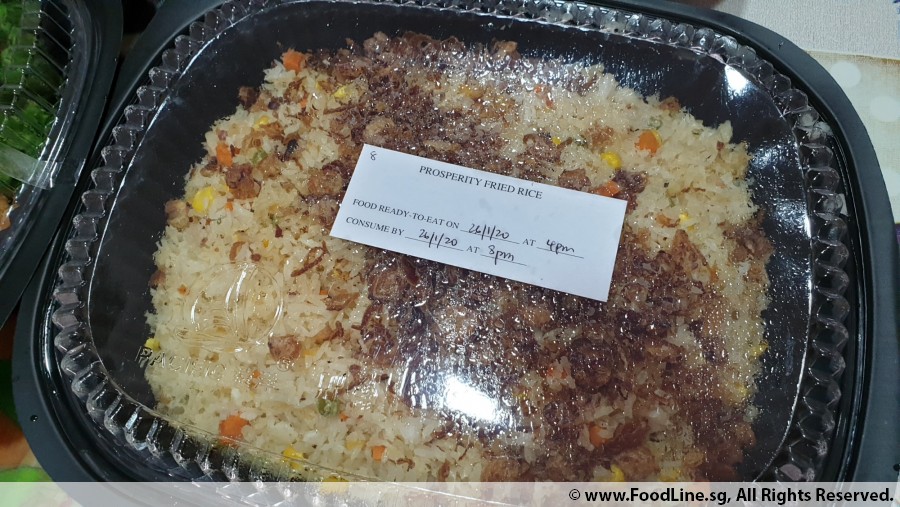 8
PROSPERITY FRIED RICE
FOOD READY-TO-EAT ON 26/1/20 AT 4pm
CONSUME BY 26/1/20 AT 8pm
© www.FoodLine.sg, All Rights Reserved.